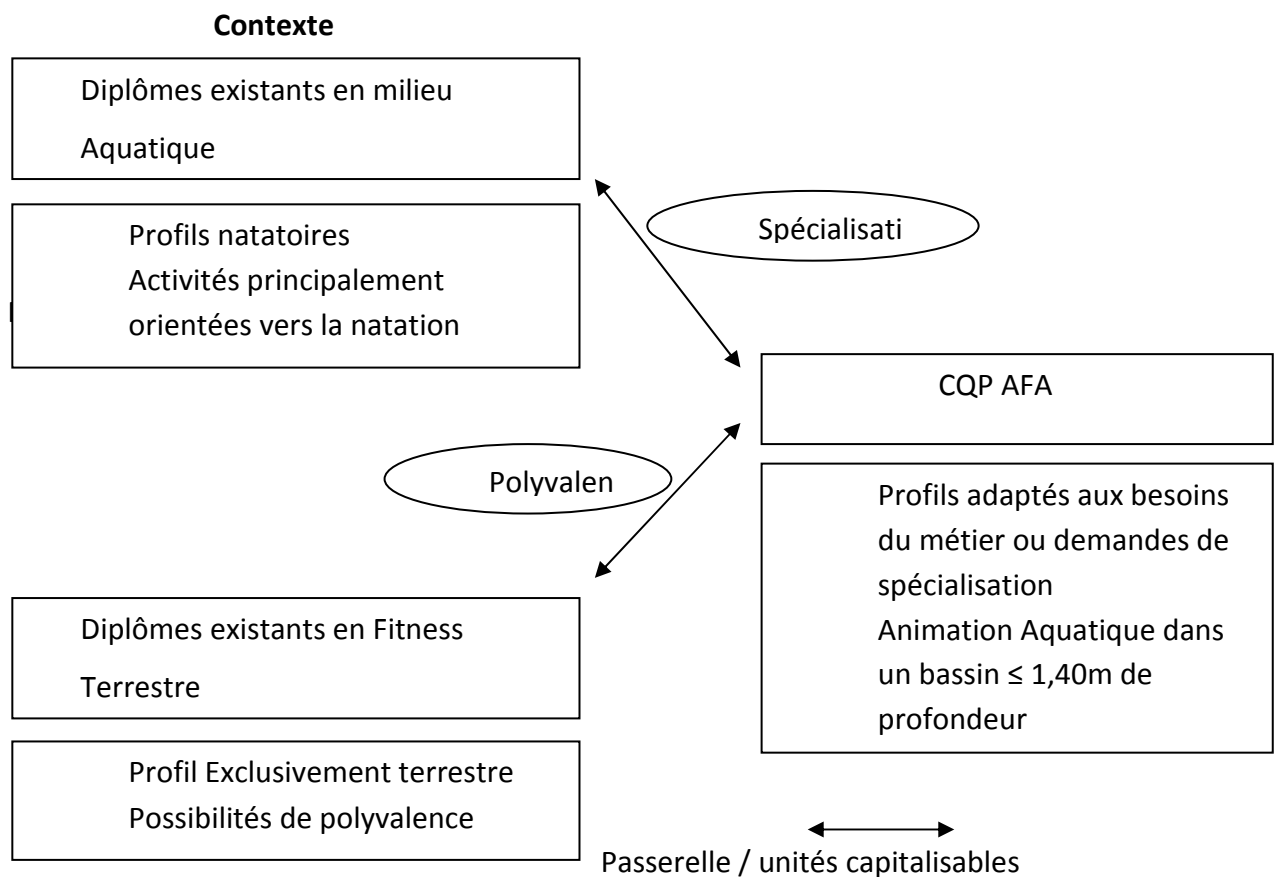 Contexte
Diplômes existants en milieu
Aquatique
Profils natatoires
Activités principalement
orientées vers la natation
Spécialisati
CQP AFA
Polyvalen
Profils adaptés aux besoins
du métier ou demandes de
spécialisation
Animation Aquatique dans
un bassin ≤ 1,40m de
profondeur
Diplômes existants en Fitness
Terrestre
Profil Exclusivement terrestre
Possibilités de polyvalence
Passerelle / unités capitalisables